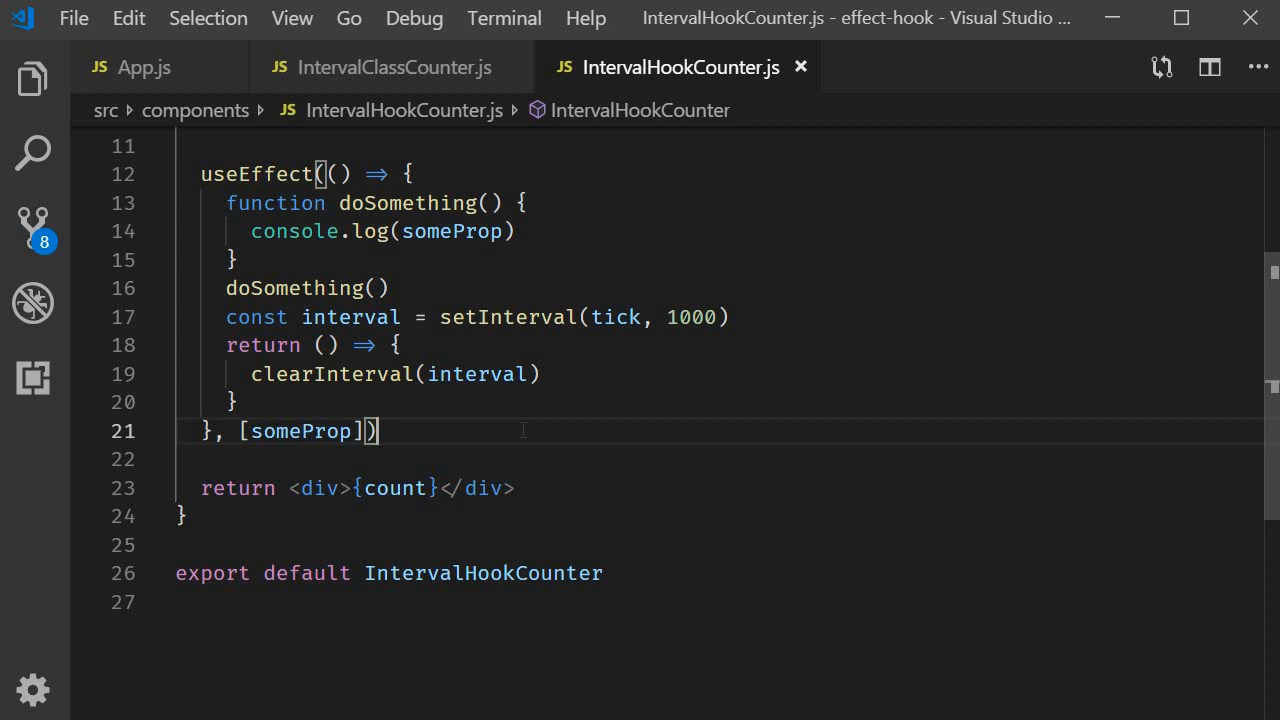 File Edit Selection View Go Debug Terminal Help IntervalHookCounter.js - effect-hook - Visual Studio ...
JS App.js JS IntervalClassCounter.js JS IntervalHookCounter.js ×
src components JS IntervalHookCounter.js IntervalHookCounter
11
12 useEffect(() => {
13 function doSomething() {
14 console.log(someProp)
15 }
16 doSomething()
17 const interval = setInterval(tick, 1000)
18 return () => {
19 clearInterval(interval)
20 }
21 }, [someProp])
22
23 return <div>{count}</div>
24 }
25
26 export default IntervalHookCounter
27
8